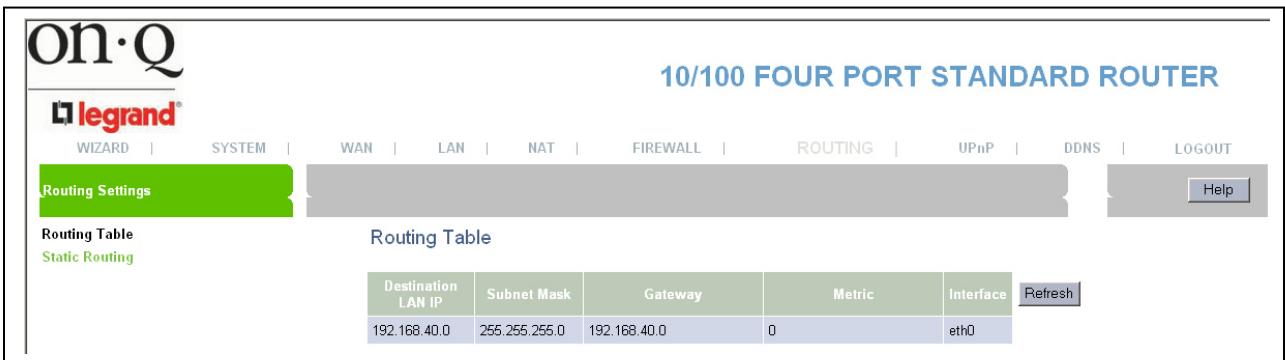 on·Q
legrand®
10/100 FOUR PORT STANDARD ROUTER
WIZARD | SYSTEM | WAN | LAN | NAT | FIREWALL | ROUTING | UPnP | DDNS | LOGOUT
Routing Settings
Help
Routing Table
Static Routing
Routing Table
Destination LAN IP Subnet Mask Gateway Metric Interface Refresh
192.168.40.0 255.255.255.0 192.168.40.0 0 eth0